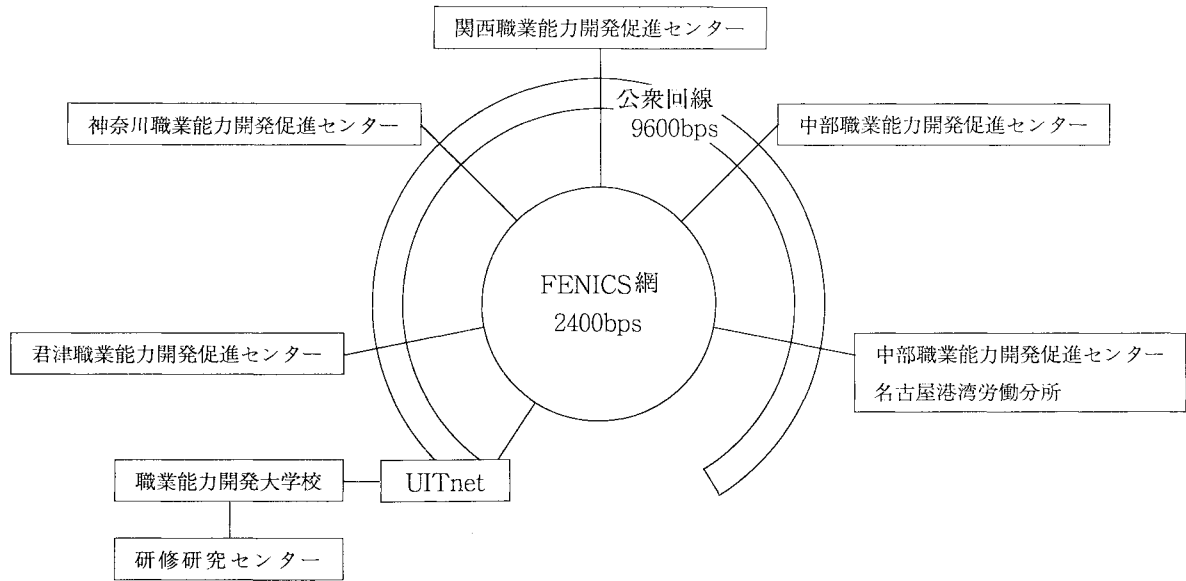 関西職業能力開発促進センター
公衆回線
9600bps
神奈川職業能力開発促進センター
中部職業能力開発促進センター
FENICS網
2400bps
君津職業能力開発促進センター
中部職業能力開発促進センター
名古屋港湾労働分所
職業能力開発大学校
UITnet
研修研究センター